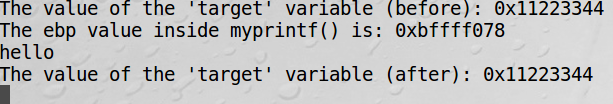 The value of the 'target' variable (before): 0x11223344
The ebp value inside myprintf() is: 0xbffff078
hello
The value of the 'target' variable (after): 0x11223344